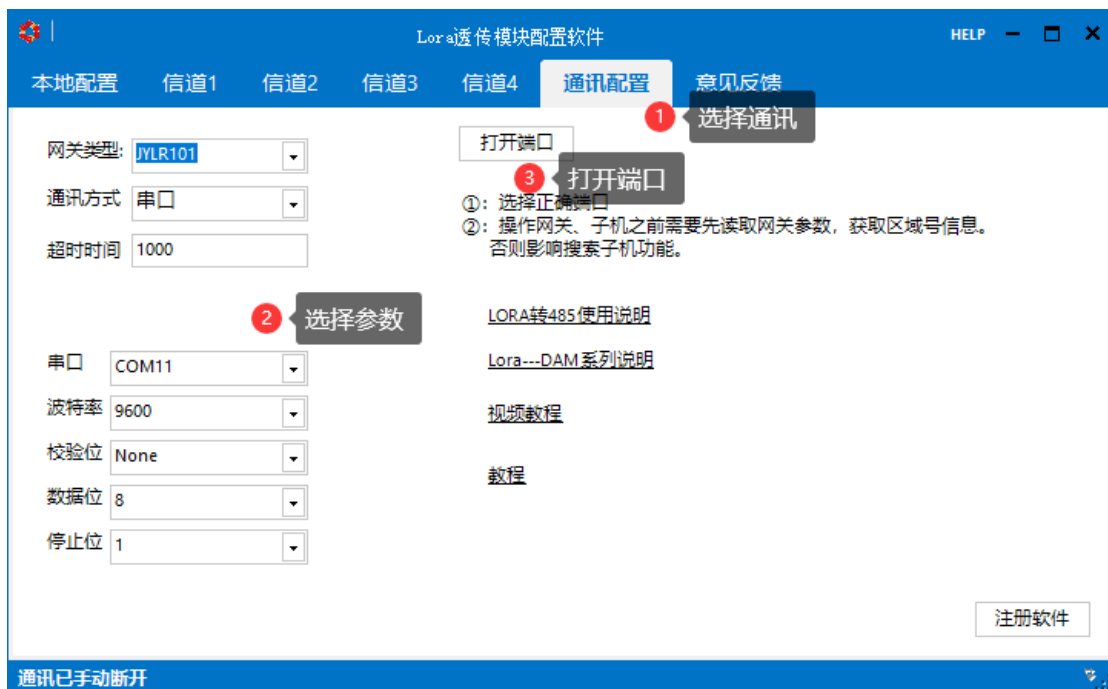 Lora透传模块配置软件
HELP
本地配置 信道1 信道2 信道3 信道4 通讯配置 意见反馈
1 选择通讯
网关类型: JYLR101
打开端口
3 打开端口
通讯方式 串口
①：选择正确端口
②：操作网关、子机之前需要先读取网关参数，获取区域号信息。
否则影响搜索子机功能。
超时时间 1000
2 选择参数
LORA转485使用说明
Lora---DAM系列说明
串口 COM11
波特率 9600
视频教程
校验位 None
教程
数据位 8
停止位 1
注册软件
通讯已手动断开